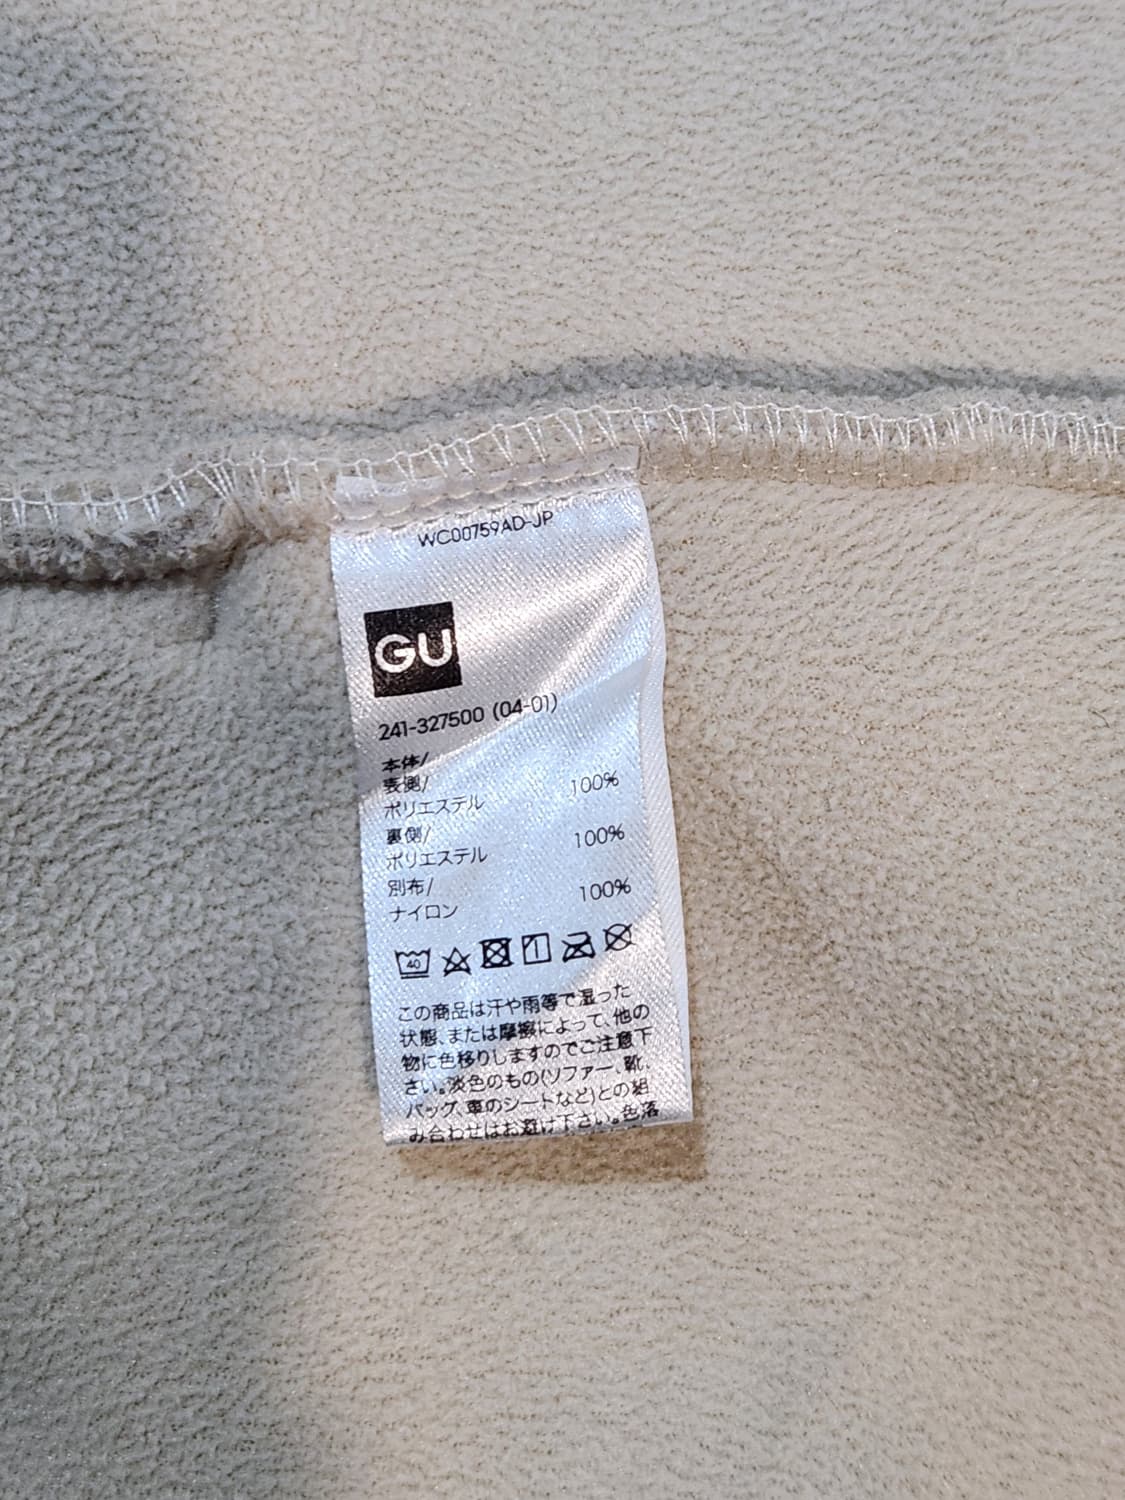 WC00759AD-JP
GU
241-327500 (04-01)
本体/
表側/
ポリエステル 100%
裏側/
ポリエステル 100%
別布/
ナイロン 100%
40
この商品は汗や雨等で湿った
状態、または摩擦によって、他の
物に色移りしますのでご注意下
さい。淡色のもの(ソファー、靴、
バッグ、車のシートなど)との組
み合わせはお避け下さい。色落